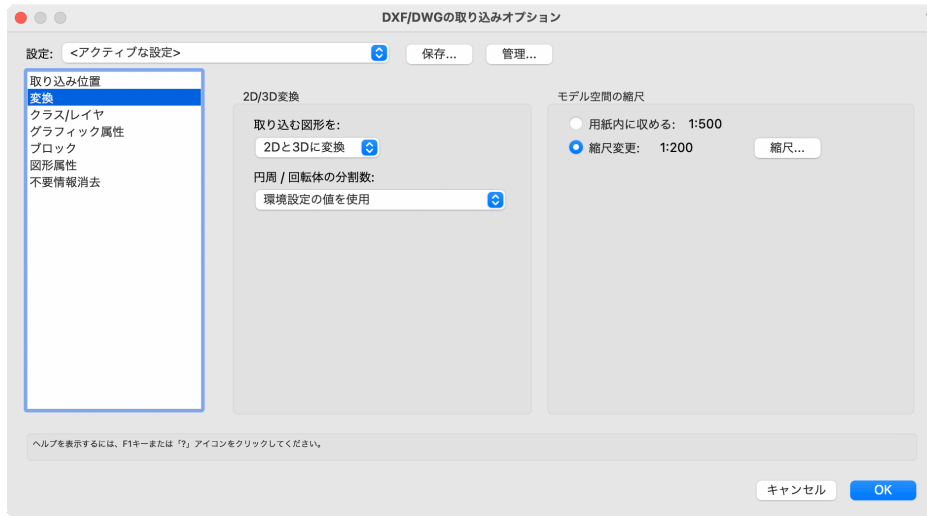 DXF/DWGの取り込みオプション
設定: <アクティブな設定> 保存... 管理...
取り込み位置
変換
クラス/レイヤ
グラフィック属性
ブロック
図形属性
不要情報消去
2D/3D変換
取り込む図形を:
2Dと3Dに変換
円周 / 回転体の分割数:
環境設定の値を使用
モデル空間の縮尺
用紙内に収める: 1:500
縮尺変更: 1:200 縮尺...
ヘルプを表示するには、F1キーまたは「?」アイコンをクリックしてください。
キャンセル OK